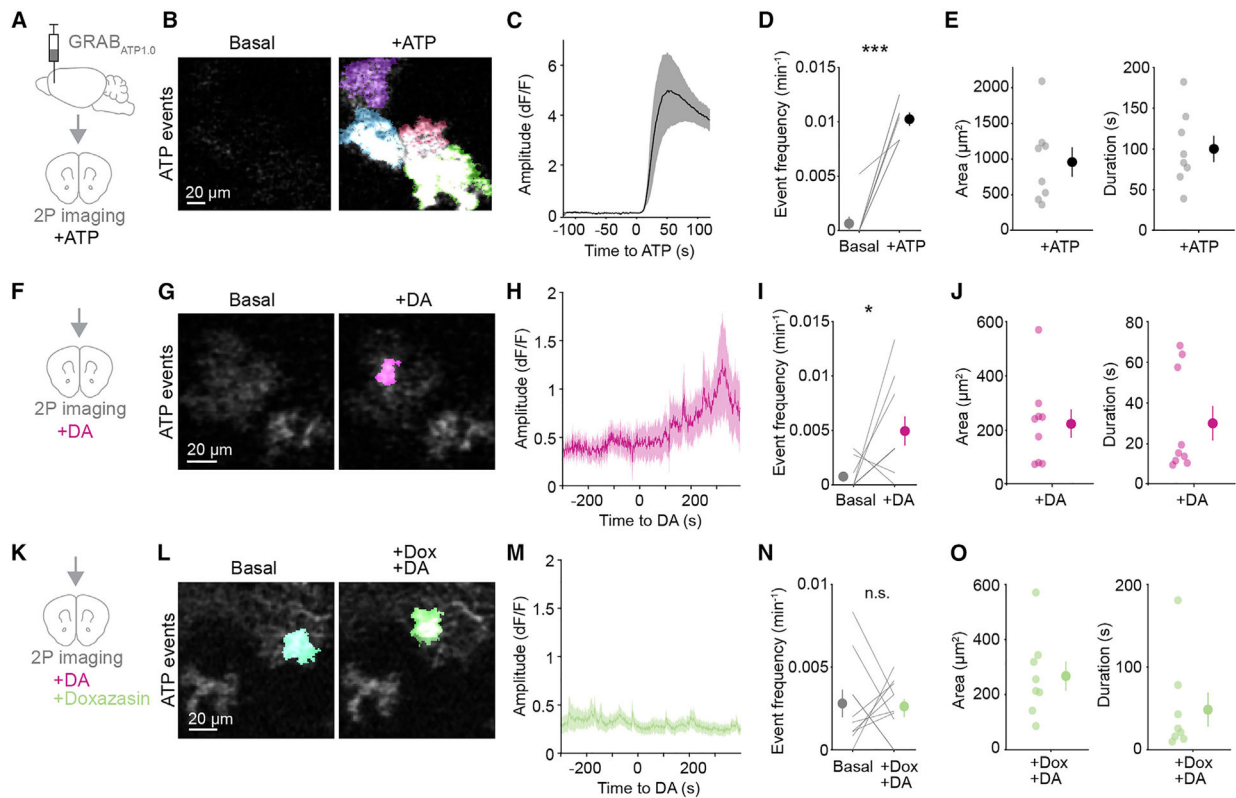 A
GRAB ATP1.0
2P imaging
+ATP
B
Basal
+ATP
ATP events
20 µm
C
Amplitude (dF/F)
6
4
2
0
-100
-50
0
50
100
Time to ATP (s)
D
***
Event frequency (min-1)
0.015
0.01
0.005
0
Basal
+ATP
E
Area (µm²)
2000
1500
1000
500
0
+ATP
Duration (s)
200
150
100
50
0
+ATP
F
2P imaging
+DA
G
Basal
+DA
ATP events
20 µm
H
Amplitude (dF/F)
2
1.5
1
0.5
0
-200
0
200
Time to DA (s)
I
*
Event frequency (min-1)
0.015
0.01
0.005
0
Basal
+DA
J
Area (µm²)
600
400
200
0
+DA
Duration (s)
80
60
40
20
0
+DA
K
2P imaging
+DA
+Doxazasin
L
Basal
+Dox
+DA
ATP events
20 µm
M
Amplitude (dF/F)
2
1.5
1
0.5
0
-200
0
200
Time to DA (s)
N
n.s.
Event frequency (min-1)
0.01
0.005
0
Basal
+Dox
+DA
O
Area (µm²)
600
400
200
0
+Dox
+DA
Duration (s)
200
100
0
+Dox
+DA